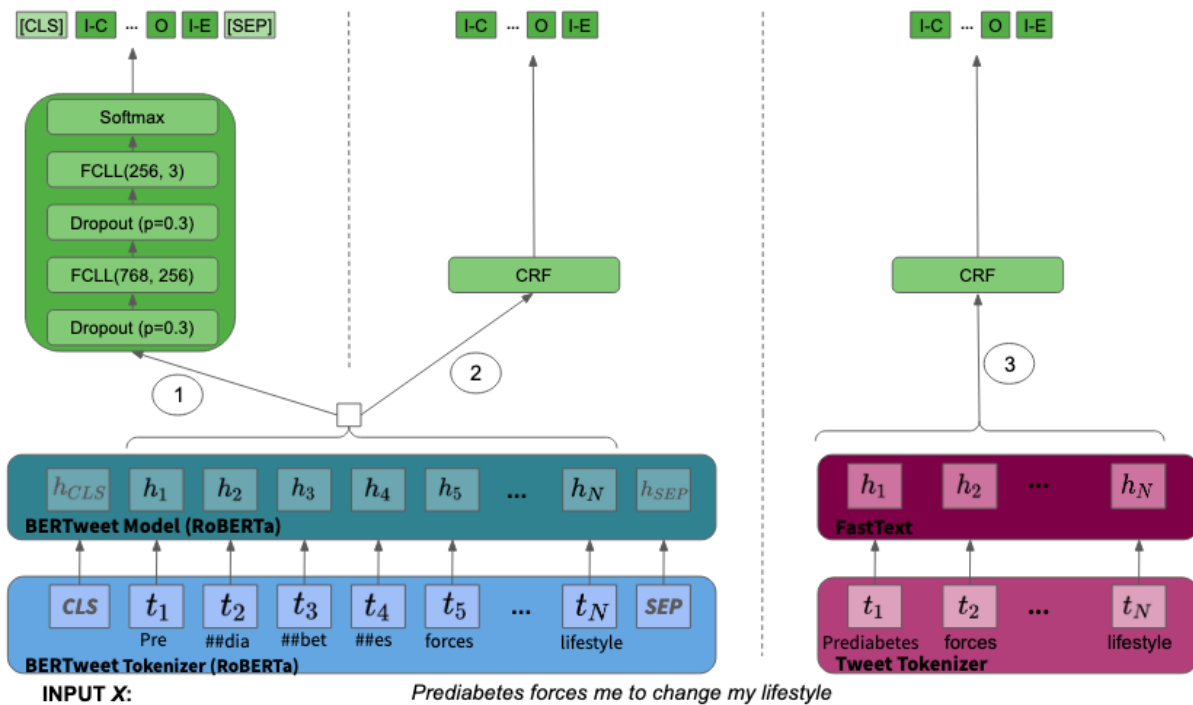 [CLS] I-C ... O I-E [SEP]
I-C ... O I-E
I-C ... O I-E
Softmax
FCLL(256, 3)
Dropout (p=0.3)
FCLL(768, 256)
Dropout (p=0.3)
CRF
CRF
1
2
3
h_CLS h_1 h_2 h_3 h_4 h_5 ... h_N h_SEP
BERTweet Model (RoBERTa)
h_1 h_2 ... h_N
FastText
CLS t_1 t_2 t_3 t_4 t_5 ... t_N SEP
Pre ##dia ##bet ##es forces lifestyle
BERTweet Tokenizer (RoBERTa)
t_1 t_2 ... t_N
Prediabetes forces lifestyle
Tweet Tokenizer
INPUT X: Prediabetes forces me to change my lifestyle